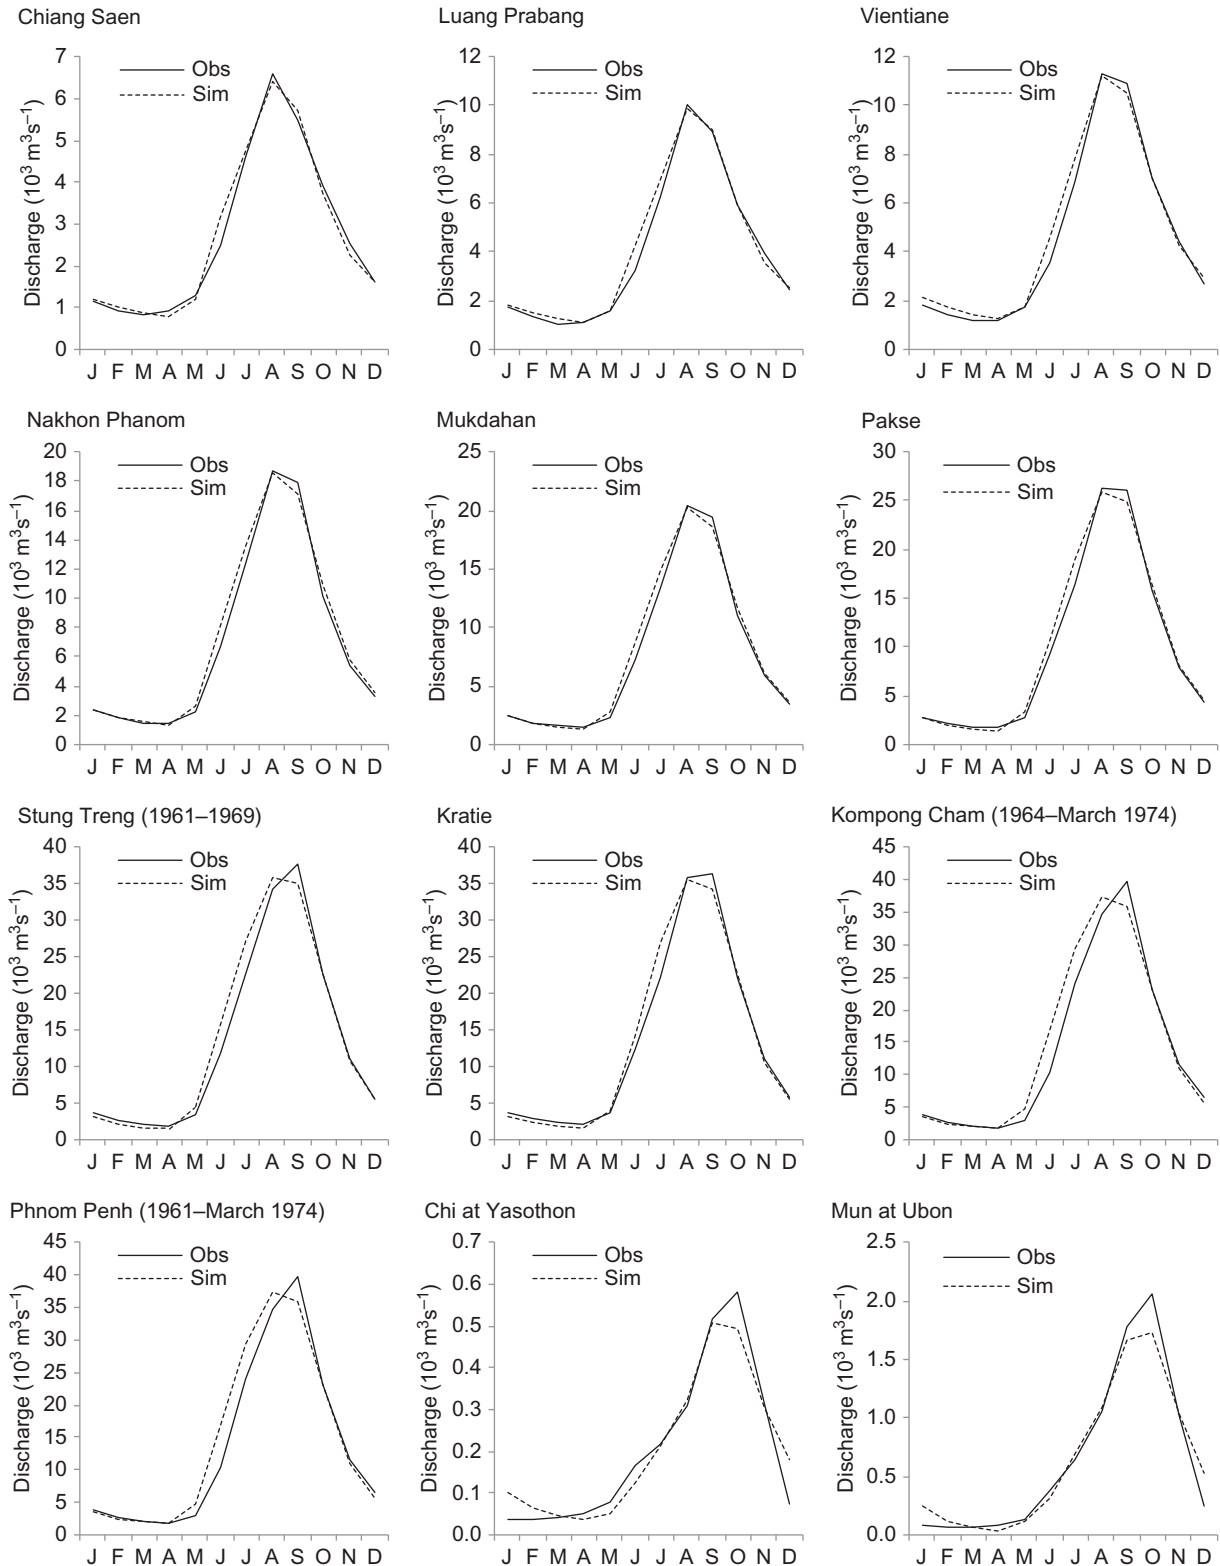 Chiang Saen
Luang Prabang
Vientiane
7
6
5
4
3
2
1
0
Discharge (10³ m³s⁻¹)
Obs
Sim
J F M A M J J A S O N D
12
10
8
6
4
2
0
Discharge (10³ m³s⁻¹)
Obs
Sim
J F M A M J J A S O N D
12
10
8
6
4
2
0
Discharge (10³ m³s⁻¹)
Obs
Sim
J F M A M J J A S O N D
Nakhon Phanom
Mukdahan
Pakse
20
18
16
14
12
10
8
6
4
2
0
Discharge (10³ m³s⁻¹)
Obs
Sim
J F M A M J J A S O N D
25
20
15
10
5
0
Discharge (10³ m³s⁻¹)
Obs
Sim
J F M A M J J A S O N D
30
25
20
15
10
5
0
Discharge (10³ m³s⁻¹)
Obs
Sim
J F M A M J J A S O N D
Stung Treng (1961–1969)
Kratie
Kompong Cham (1964–March 1974)
40
35
30
25
20
15
10
5
0
Discharge (10³ m³s⁻¹)
Obs
Sim
J F M A M J J A S O N D
40
35
30
25
20
15
10
5
0
Discharge (10³ m³s⁻¹)
Obs
Sim
J F M A M J J A S O N D
45
40
35
30
25
20
15
10
5
0
Discharge (10³ m³s⁻¹)
Obs
Sim
J F M A M J J A S O N D
Phnom Penh (1961–March 1974)
Chi at Yasothon
Mun at Ubon
45
40
35
30
25
20
15
10
5
0
Discharge (10³ m³s⁻¹)
Obs
Sim
J F M A M J J A S O N D
0.7
0.6
0.5
0.4
0.3
0.2
0.1
0.0
Discharge (10³ m³s⁻¹)
Obs
Sim
J F M A M J J A S O N D
2.5
2.0
1.5
1.0
0.5
0.0
Discharge (10³ m³s⁻¹)
Obs
Sim
J F M A M J J A S O N D